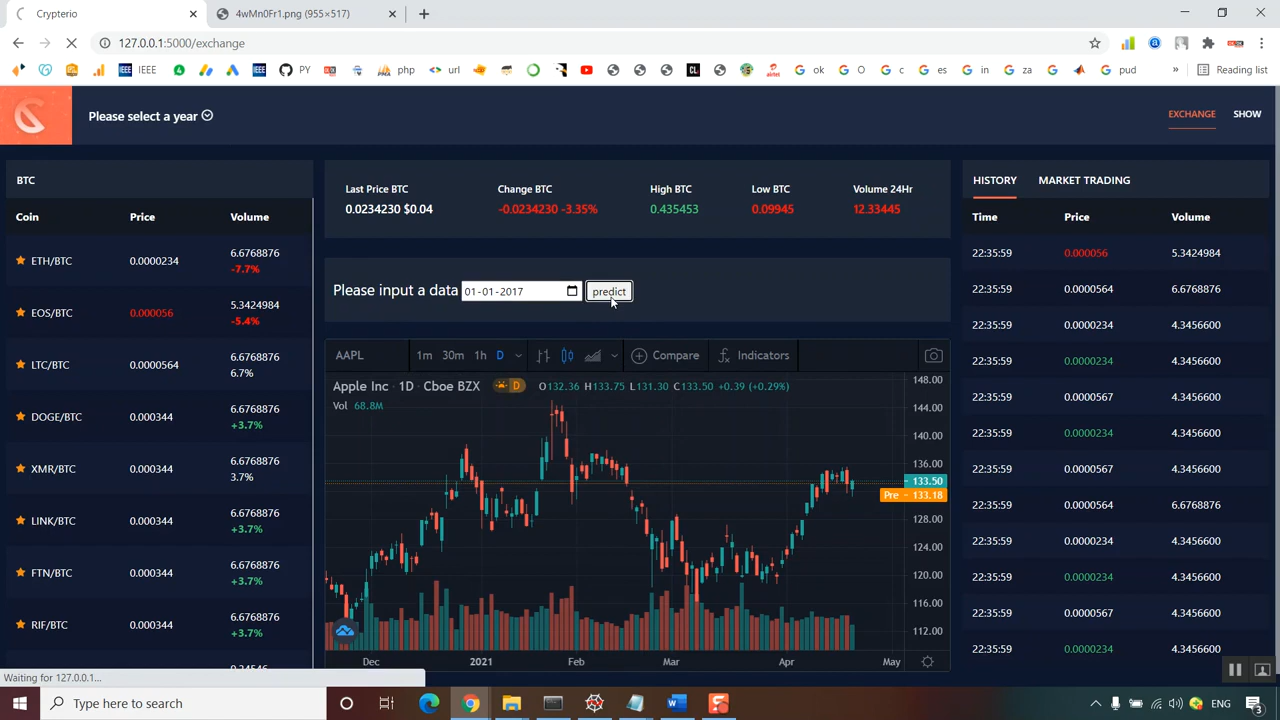 Crypterio
4wMn0Fr1.png (955×517)
127.0.0.1:5000/exchange
IEEE
PY
php
url
ok
O
c
es
in
za
pud
»
Reading list
Please select a year
EXCHANGE
SHOW
BTC
Coin Price Volume
ETH/BTC 0.0000234 6.6768876
-7.7%
EOS/BTC 0.000056 5.3424984
-5.4%
LTC/BTC 0.0000564 6.6768876
6.7%
DOGE/BTC 0.000344 6.6768876
+3.7%
XMR/BTC 0.000344 6.6768876
3.7%
LINK/BTC 0.000344 6.6768876
+3.7%
FTN/BTC 0.000344 6.6768876
+3.7%
RIF/BTC 0.000344 6.6768876
+3.7%
Waiting for 127.0.0.1...
Last Price BTC Change BTC High BTC Low BTC Volume 24Hr
0.0234230 $0.04 -0.0234230 -3.35% 0.435453 0.09945 12.33445
Please input a data 01-01-2017 predict
AAPL 1m 30m 1h D Compare Indicators
Apple Inc · 1D · Cboe BZX D O132.36 H133.75 L131.30 C133.50 +0.39 (+0.29%)
Vol 68.8M
148.00
144.00
140.00
136.00
133.50
Pre 133.18
128.00
124.00
120.00
116.00
112.00
Dec 2021 Feb Mar Apr May
HISTORY MARKET TRADING
Time Price Volume
22:35:59 0.000056 5.3424984
22:35:59 0.0000564 6.6768876
22:35:59 0.0000234 4.3456600
22:35:59 0.0000234 4.3456600
22:35:59 0.0000567 4.3456600
22:35:59 0.0000234 4.3456600
22:35:59 0.0000567 4.3456600
22:35:59 0.0000564 6.6768876
22:35:59 0.0000234 4.3456600
22:35:59 0.0000234 4.3456600
22:35:59 0.0000567 4.3456600
22:35:59 0.0000234 4.3456600
Type here to search
ENG
3